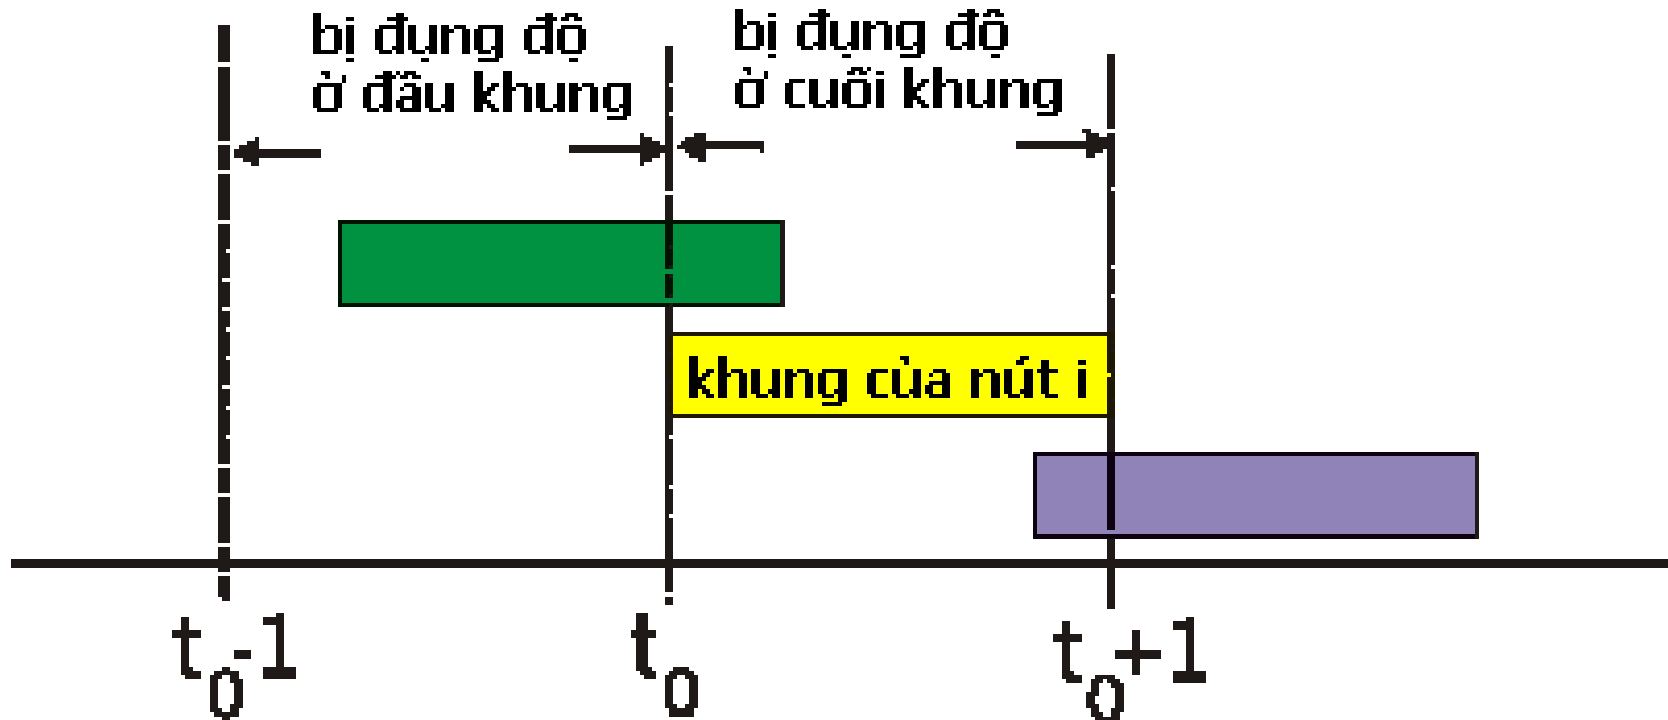 bị đụng độ
ở đầu khung
bị đụng độ
ở cuối khung
khung của nút i
t0-1
t0
t0+1